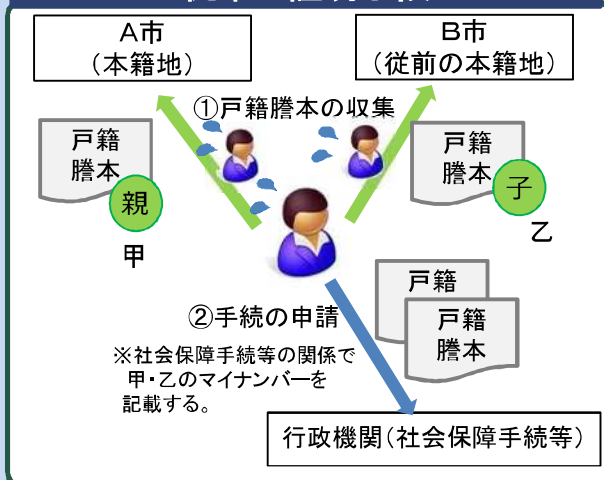 A市
(本籍地)
B市
(従前の本籍地)
①戸籍謄本の収集
戸籍
謄本
親
甲
戸籍
謄本
子
乙
②手続の申請
※社会保障手続等の関係で
甲・乙のマイナンバーを
記載する。
戸籍
戸籍
謄本
行政機関(社会保障手続等)